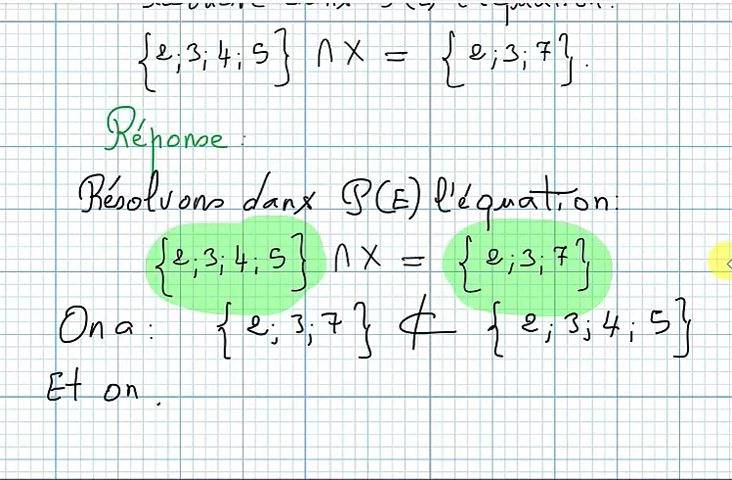 {2;3;4;5} ∩ X = {2;3;7}.
Réponse:
Résolvons dans P(E) l'équation:
{2;3;4;5} ∩ X = {2;3;7}
On a: {2;3;7} ⊄ {2;3;4;5}
Et on